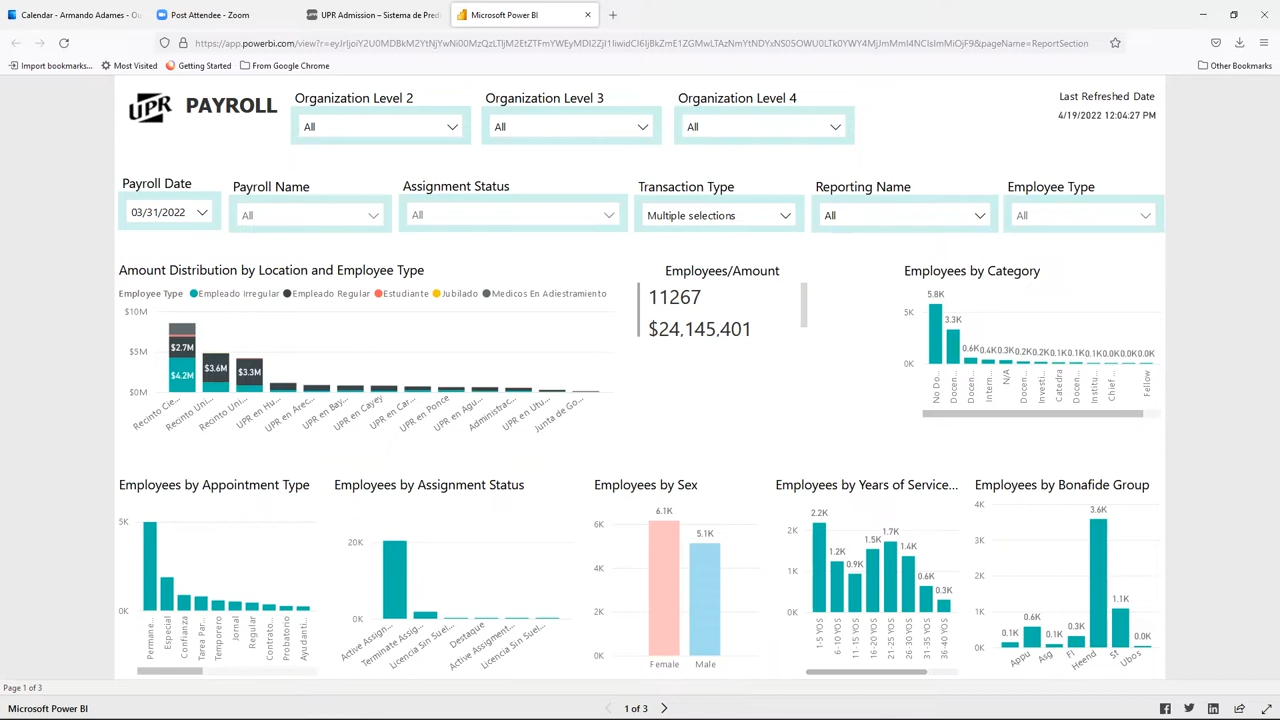 Calendar - Armando Adames - Ou
Post Attendee - Zoom
UPR Admission – Sistema de Pred
Microsoft Power BI
Import bookmarks...
Most Visited
Getting Started
From Google Chrome
Other Bookmarks
UPR PAYROLL
Organization Level 2
Organization Level 3
Organization Level 4
Last Refreshed Date
All
All
All
4/19/2022 12:04:27 PM
Payroll Date
Payroll Name
Assignment Status
Transaction Type
Reporting Name
Employee Type
03/31/2022
All
All
Multiple selections
All
All
Amount Distribution by Location and Employee Type
Employee Type Empleado Irregular Empleado Regular Estudiante Jubilado Medicos En Adiestramiento
$10M
$5M
$0M
$2.7M
$4.2M
$3.6M
$3.3M
Recinto Cie...
Recinto Uni...
Recinto Uni...
UPR en Hu...
UPR en Arec...
UPR en Bay...
UPR en Cayey
UPR en Car...
UPR en Ponce
UPR en Agu...
Administrac...
UPR en Utu...
Junta de Go...
Employees/Amount
11267
$24,145,401
Employees by Category
5K
0K
5.8K
3.3K
0.6K 0.4K 0.3K 0.2K 0.2K 0.1K 0.1K 0.1K 0.0K 0.0K 0.0K
No Do...
Docen...
Docen...
Intern...
N/A
Docen...
Investi...
Catedra
Docen...
Institu...
Chief ...
Fellow
Employees by Appointment Type
5K
0K
Permane...
Especial
Confianza
Tarea Par...
Temporero
Jornal
Regular
Contrato...
Probatorio
Ayudanti...
Employees by Assignment Status
20K
0K
Active Assign...
Terminate Assig...
Licencia Sin Suel...
Destaque
Active Assigment...
Licencia Sin Suel...
Employees by Sex
6K
4K
2K
0K
6.1K
5.1K
Female
Male
Employees by Years of Service...
2K
1K
0K
2.2K
1.2K
0.9K
1.5K
1.7K
1.4K
0.6K
0.3K
1-5 YOS
6-10 YOS
11-15 YOS
16-20 YOS
21-25 YOS
26-30 YOS
31-35 YOS
36-40 YOS
Employees by Bonafide Group
4K
3K
2K
1K
0K
0.1K
0.6K
0.1K
0.3K
3.6K
1.1K
0.0K
Appu
Asg
Fl
Heend
St
Ubos
Page 1 of 3
Microsoft Power BI
1 of 3